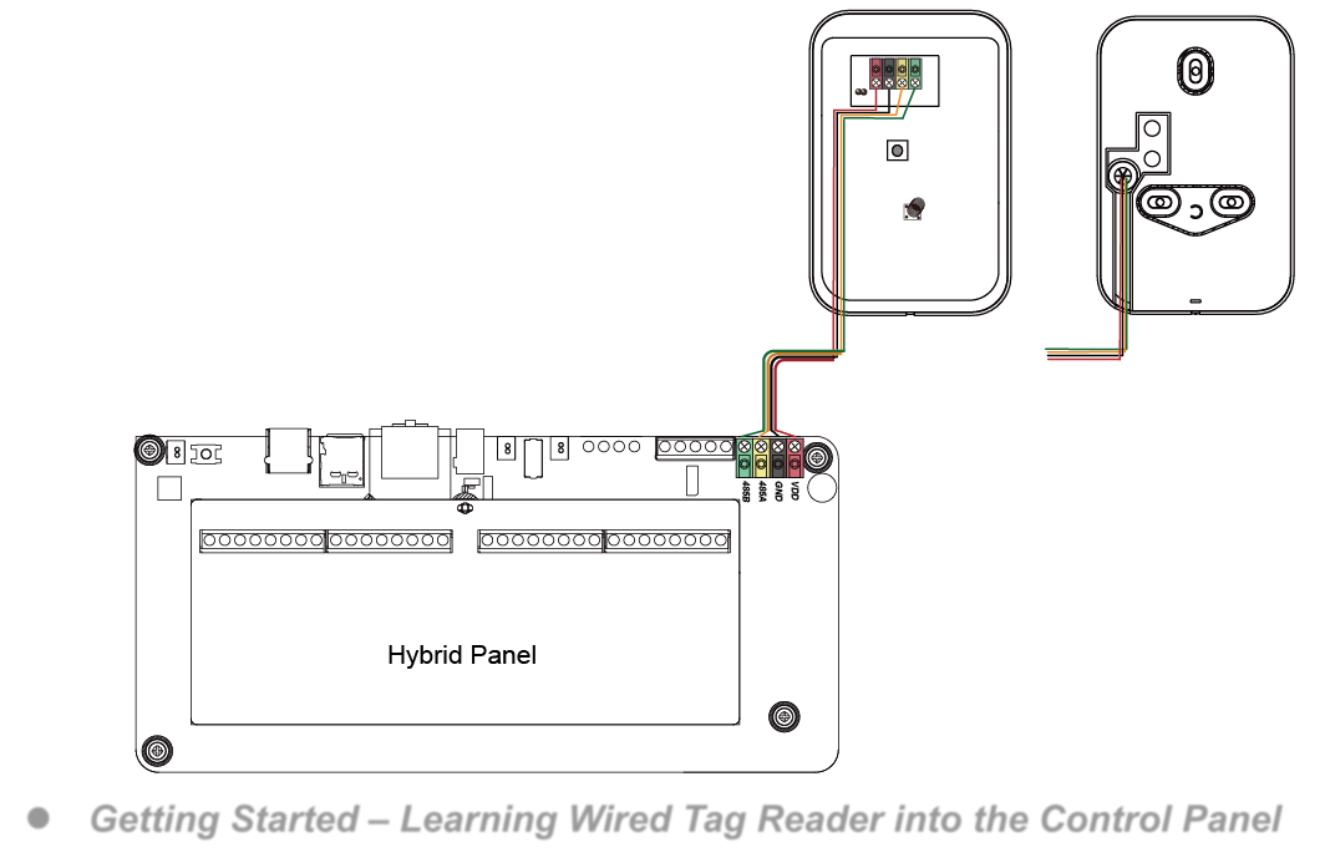 485B
485A
GND
VDD
Hybrid Panel
● Getting Started – Learning Wired Tag Reader into the Control Panel